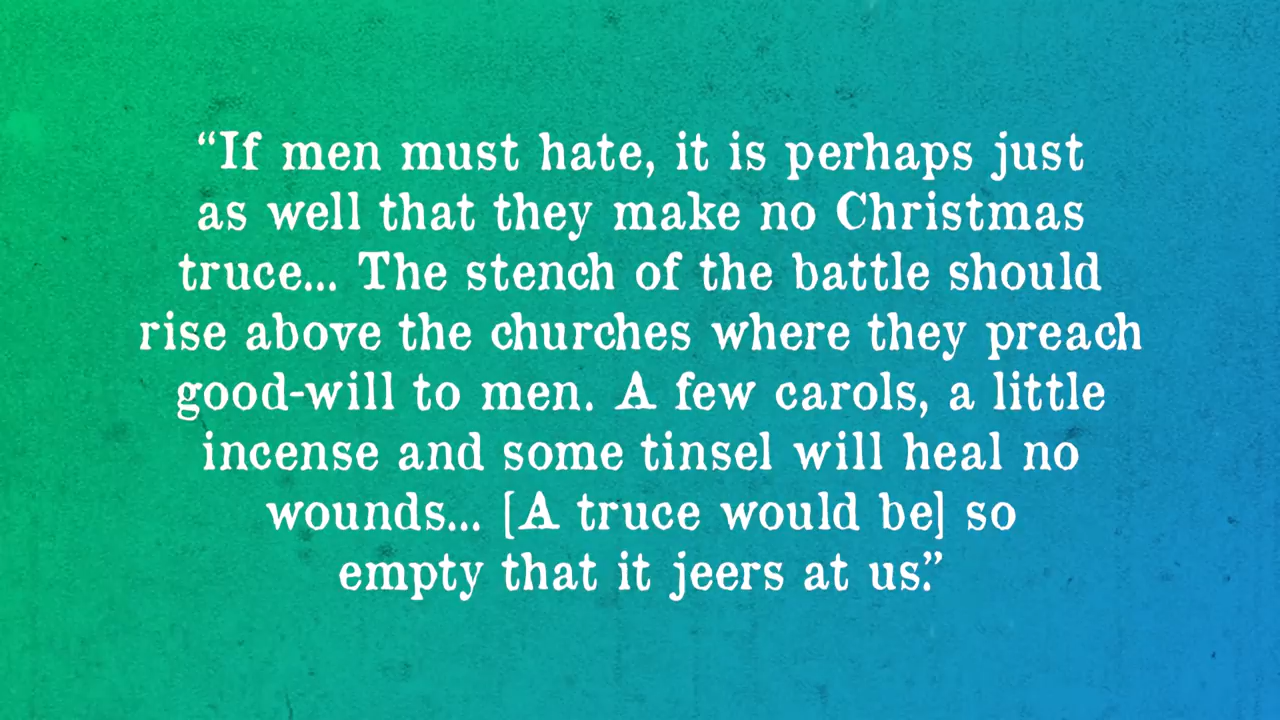 “If men must hate, it is perhaps just
as well that they make no Christmas
truce... The stench of the battle should
rise above the churches where they preach
good-will to men. A few carols, a little
incense and some tinsel will heal no
wounds... [A truce would be] so
empty that it jeers at us.”